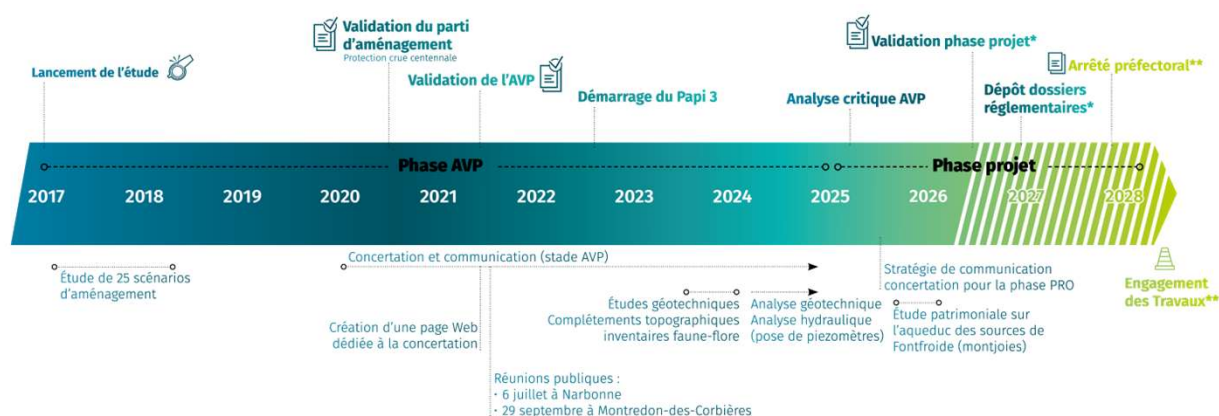 Lancement de l'étude
Validation du parti
d'aménagement
Protection crue centennale
Validation de l'AVP
Démarrage du Papi 3
Analyse critique AVP
Validation phase projet*
Dépôt dossiers
réglementaires*
Arrêté préfectoral**
Phase AVP
Phase projet
2017
2018
2019
2020
2021
2022
2023
2024
2025
2026
2027
2028
Étude de 25 scénarios
d'aménagement
Concertation et communication (stade AVP)
Création d'une page Web
dédiée à la concertation
Réunions publiques :
• 6 juillet à Narbonne
• 29 septembre à Montredon-des-Corbières
Études géotechniques
Complétements topographiques
inventaires faune-flore
Analyse géotechnique
Analyse hydraulique
(pose de piezomètres)
Stratégie de communication
concertation pour la phase PRO
Étude patrimoniale sur
l'aqueduc des sources de
Fontfroide (montjoies)
Engagement
des Travaux**